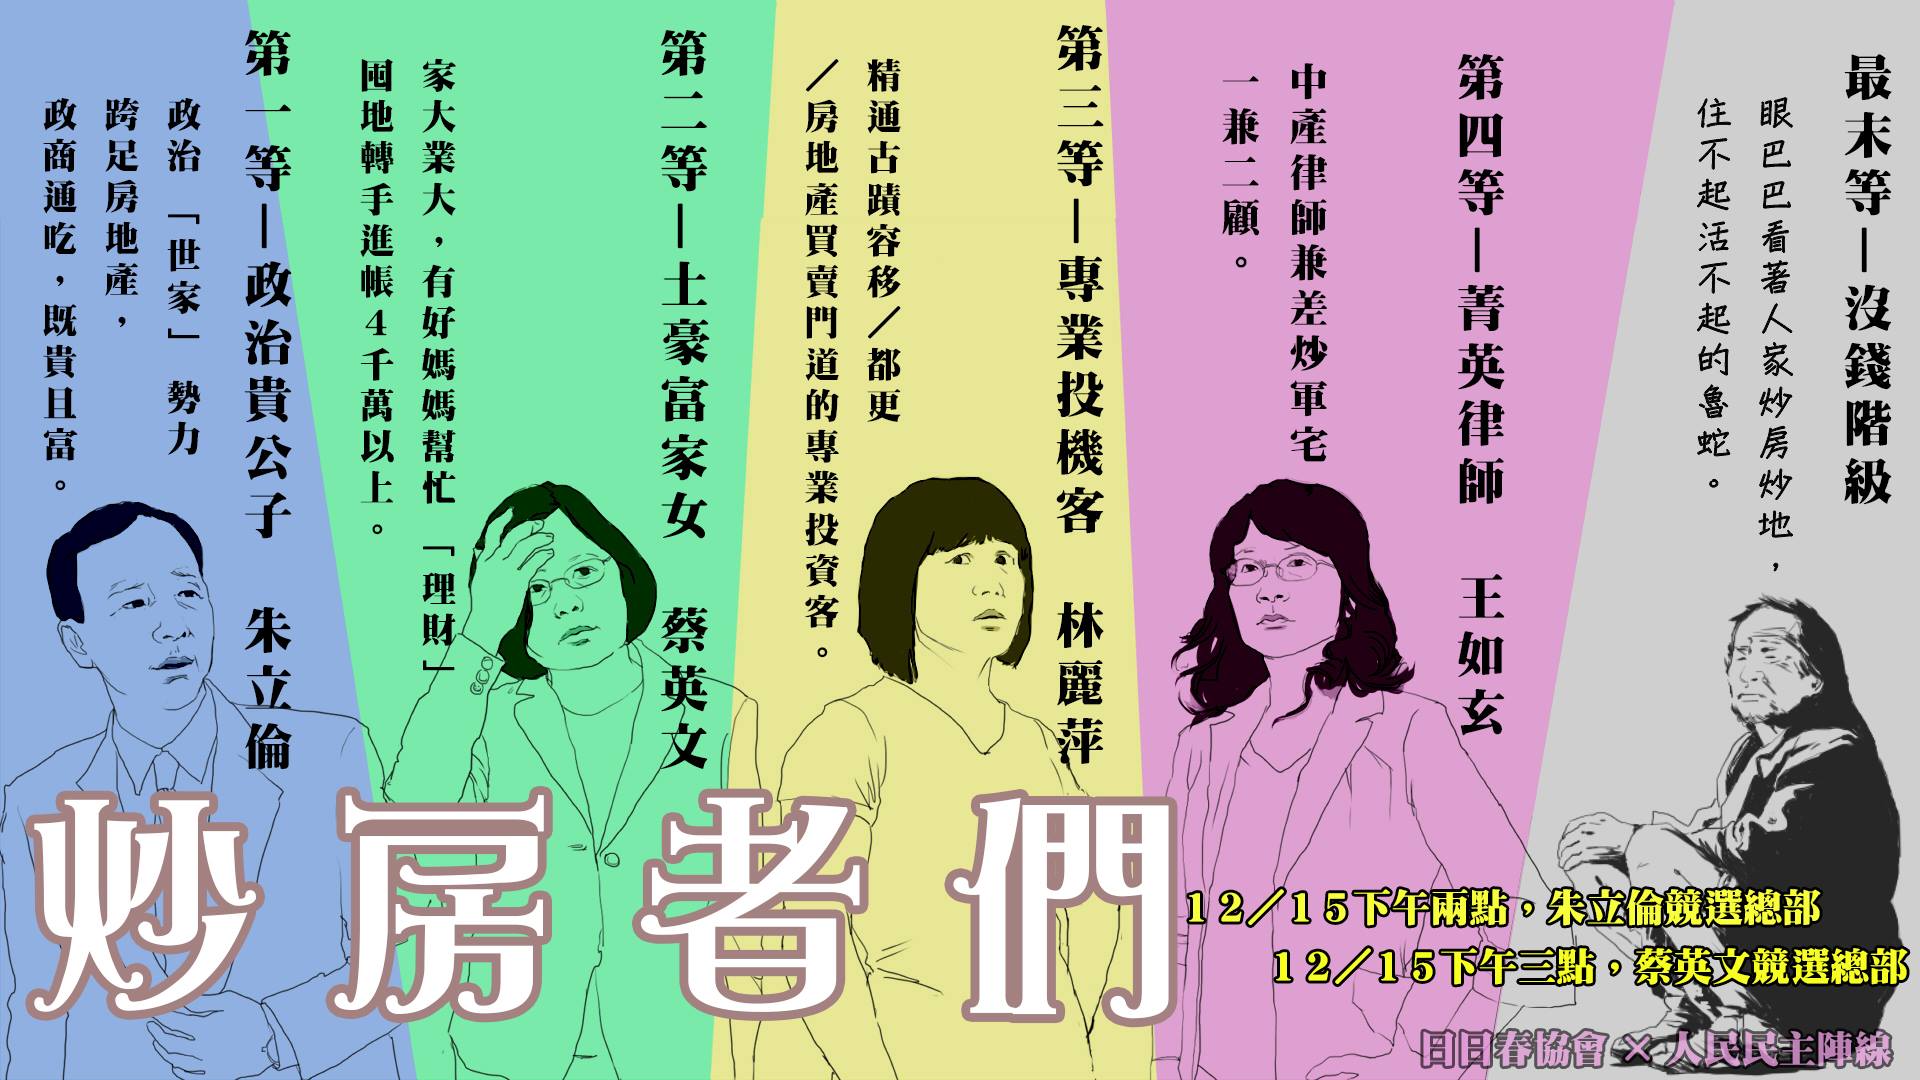 第一等—政治貴公子　朱立倫
政治「世家」勢力
跨足房地產，
政商通吃，既貴且富。
第二等—土豪富家女　蔡英文
家大業大，有好媽媽幫忙「理財」
囤地轉手進帳4千萬以上。
第三等—專業投機客　林麗萍
精通古蹟容移／都更
／房地產買賣門道的專業投資客。
第四等—菁英律師　王如玄
中產律師兼差炒軍宅
一兼二顧。
最末等—沒錢階級
眼巴巴看著人家炒房炒地，
住不起活不起的魯蛇。
炒房者們
12／15下午兩點，朱立倫競選總部
12／15下午三點，蔡英文競選總部
日日春協會×人民民主陣線